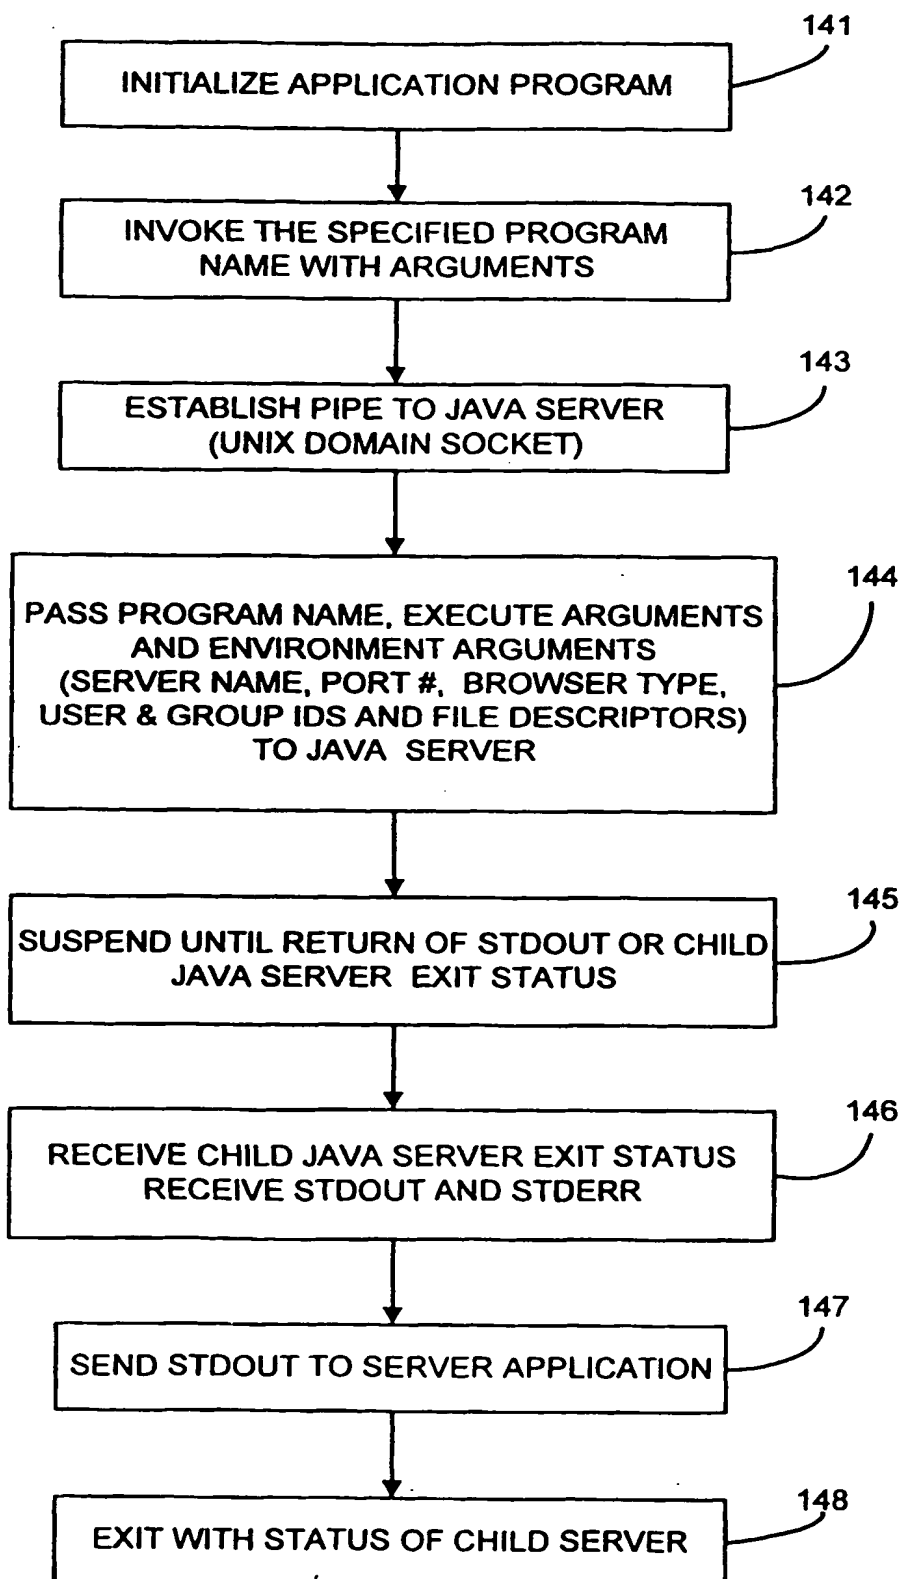 141
INITIALIZE APPLICATION PROGRAM
142
INVOKE THE SPECIFIED PROGRAM
NAME WITH ARGUMENTS
143
ESTABLISH PIPE TO JAVA SERVER
(UNIX DOMAIN SOCKET)
144
PASS PROGRAM NAME, EXECUTE ARGUMENTS
AND ENVIRONMENT ARGUMENTS
(SERVER NAME, PORT #, BROWSER TYPE,
USER & GROUP IDS AND FILE DESCRIPTORS)
TO JAVA SERVER
145
SUSPEND UNTIL RETURN OF STDOUT OR CHILD
JAVA SERVER EXIT STATUS
146
RECEIVE CHILD JAVA SERVER EXIT STATUS
RECEIVE STDOUT AND STDERR
147
SEND STDOUT TO SERVER APPLICATION
148
EXIT WITH STATUS OF CHILD SERVER